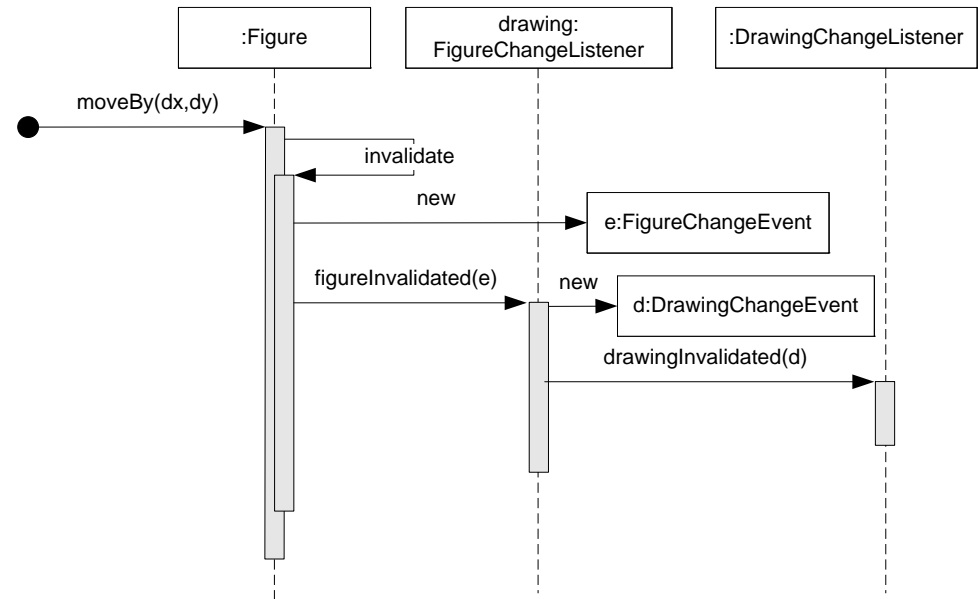 :Figure
drawing:
FigureChangeListener
:DrawingChangeListener
moveBy(dx,dy)
invalidate
new
e:FigureChangeEvent
figureInvalidated(e)
new
d:DrawingChangeEvent
drawingInvalidated(d)